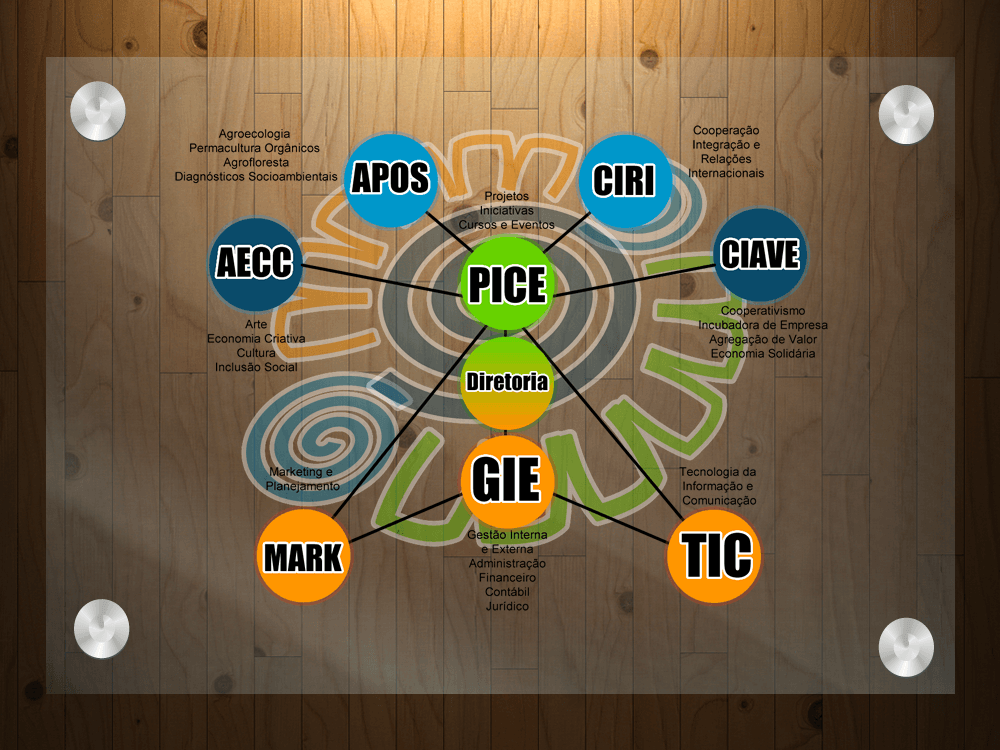 Agroecologia
Permacultura Orgânicos
Agrofloresta
Diagnósticos Socioambientais
APOS
CIRI
Cooperação
Integração e
Relações
Internacionais
Projetos
Iniciativas
Cursos e Eventos
AECC
PICE
CIAVE
Arte
Economia Criativa
Cultura
Inclusão Social
Cooperativismo
Incubadora de Empresa
Agregação de Valor
Economia Solidária
Diretoria
Marketing e
Planejamento
GIE
Tecnologia da
Informação e
Comunicação
MARK
TIC
Gestão Interna
e Externa
Administração
Financeiro
Contábil
Jurídico